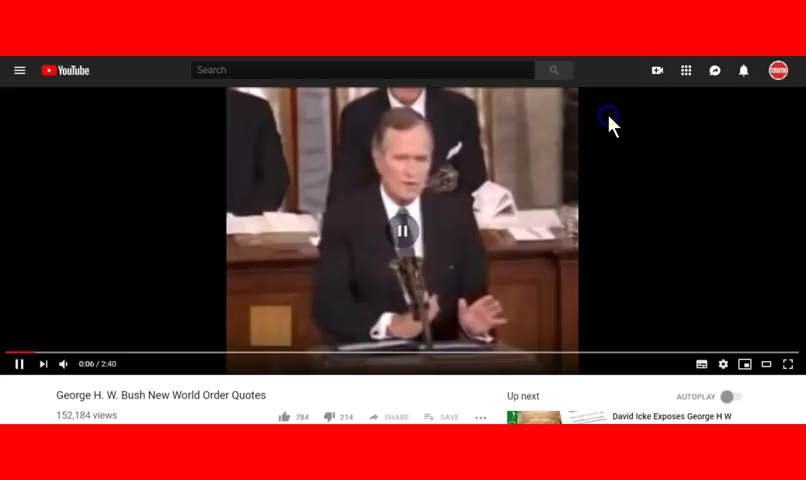 YouTube
Search
TRUTH
0:06 / 2:40
George H. W. Bush New World Order Quotes
152,184 views
784
214
SHARE
SAVE
Up next
AUTOPLAY
David Icke Exposes George H W